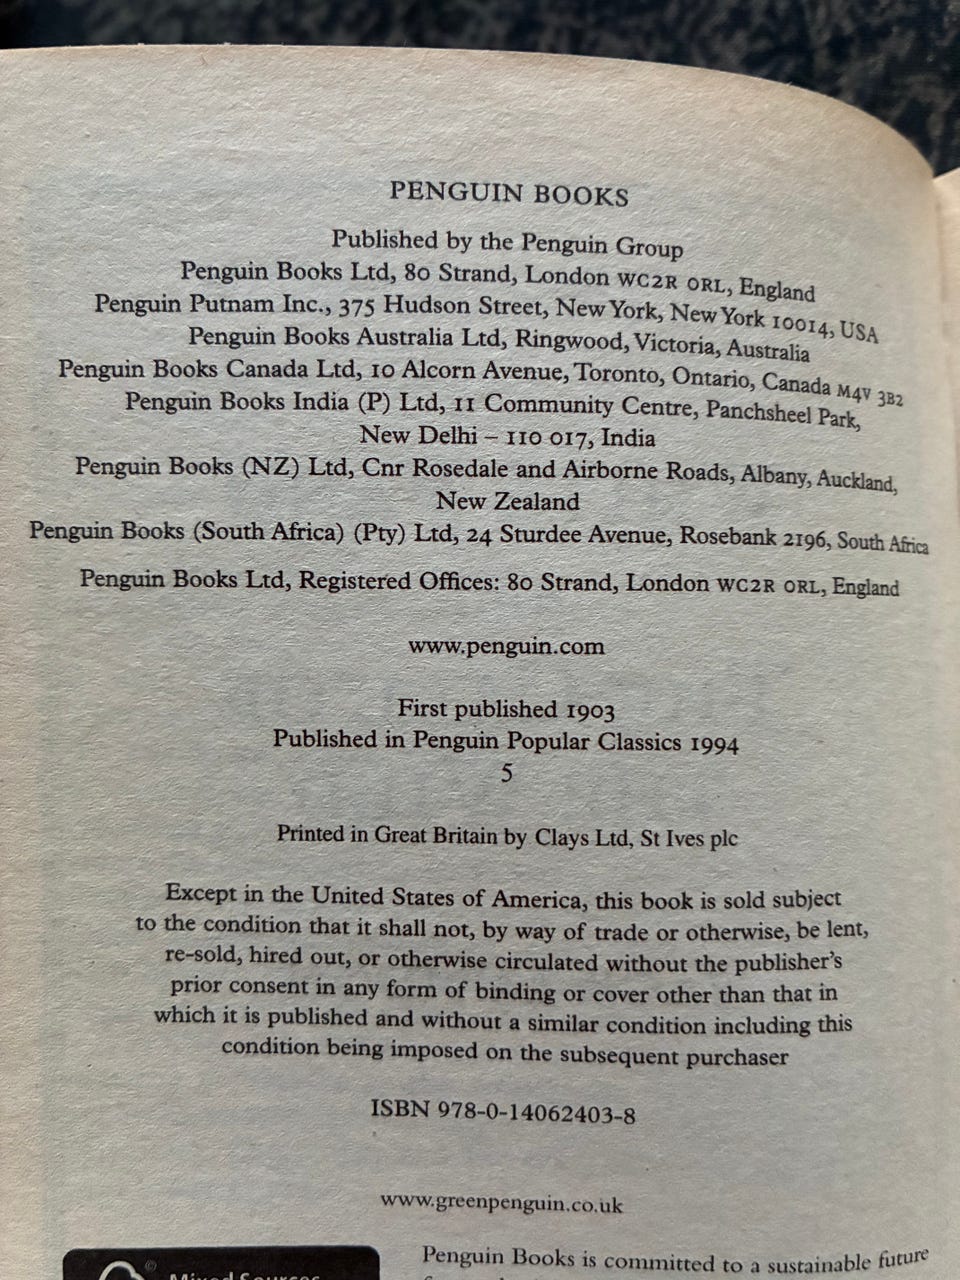 PENGUIN BOOKS
Published by the Penguin Group
Penguin Books Ltd, 80 Strand, London WC2R 0RL, England
Penguin Putnam Inc., 375 Hudson Street, New York, New York 10014, USA
Penguin Books Australia Ltd, Ringwood, Victoria, Australia
Penguin Books Canada Ltd, 10 Alcorn Avenue, Toronto, Ontario, Canada M4V 3B2
Penguin Books India (P) Ltd, 11 Community Centre, Panchsheel Park,
New Delhi – 110 017, India
Penguin Books (NZ) Ltd, Cnr Rosedale and Airborne Roads, Albany, Auckland,
New Zealand
Penguin Books (South Africa) (Pty) Ltd, 24 Sturdee Avenue, Rosebank 2196, South Africa
Penguin Books Ltd, Registered Offices: 80 Strand, London WC2R 0RL, England
www.penguin.com
First published 1903
Published in Penguin Popular Classics 1994
5
Printed in Great Britain by Clays Ltd, St Ives plc
Except in the United States of America, this book is sold subject
to the condition that it shall not, by way of trade or otherwise, be lent,
re-sold, hired out, or otherwise circulated without the publisher's
prior consent in any form of binding or cover other than that in
which it is published and without a similar condition including this
condition being imposed on the subsequent purchaser
ISBN 978-0-14062403-8
www.greenpenguin.co.uk
©
Mixed Sources
Penguin Books is committed to a sustainable future